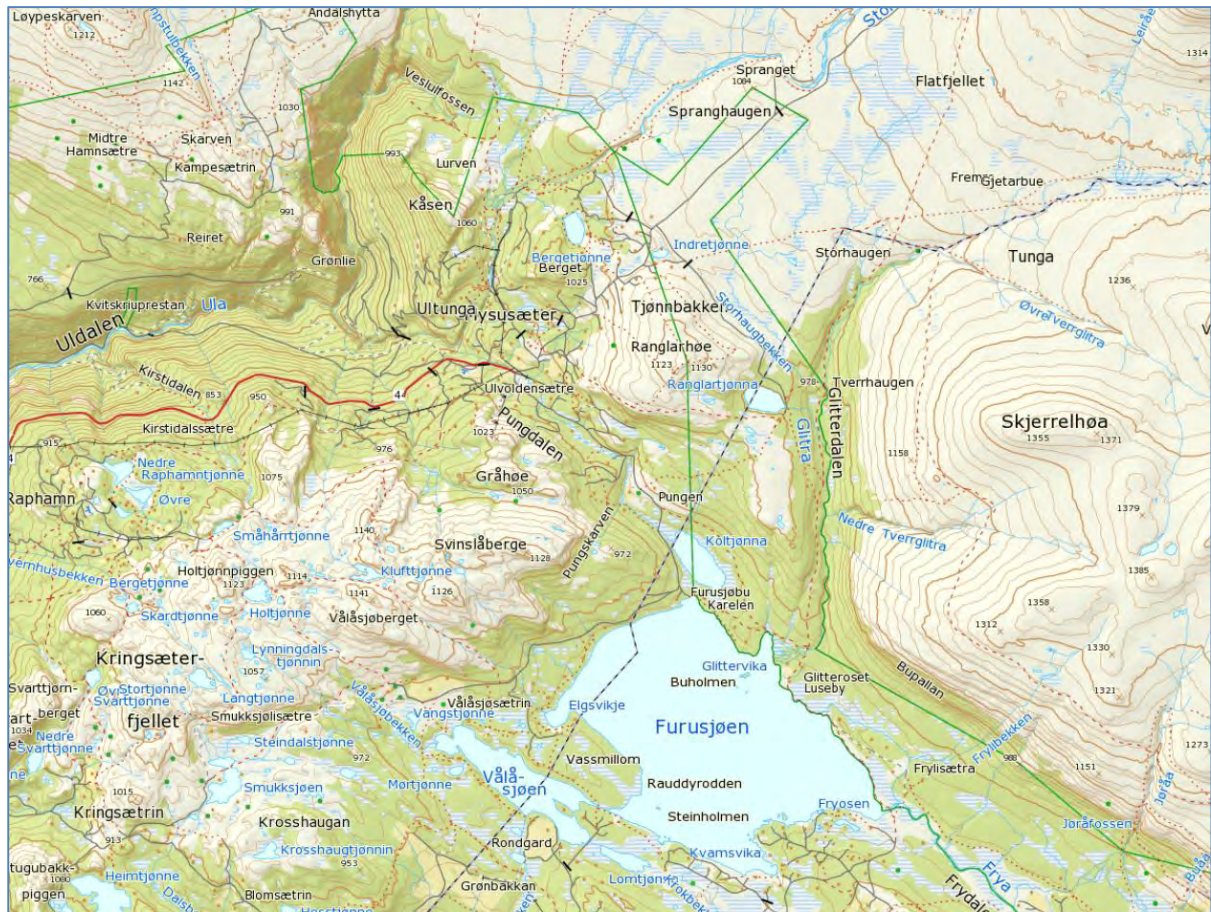 Løypeskarven
1212
Andalshytta
1142
1030
Veslulfossen
Spranget
1004
Flatfjellet
1314
Spranghaugen
Midtre
Hamnsætre
Skarven
Kampesætrin
993
Lurven
Kåsen
1060
991
Reiret
Grønlie
766
Kvitskriuprestan
Uldalen
Ula
Indretjønne
Bergetjønne
Berget
1025
Gjetarbue
Storhaugen
Tunga
1236
Øvre Tverrglitra
Ultunga
Mysusæter
Tjønnbakken
Storhaugbekken
Ranglarhøe
1123
1130
Ranglartjønna
978
Tverrhaugen
Kirstidalen
853
950
44
Ulvoldensætre
Kirstidalssætre
Pungdalen
Glitra
Glitterdalen
Skjerrelhøa
1355
1371
1158
915
976
1023
Nedre
Raphamntjønne
Øvre
Raphamn
1075
Gråhøe
1050
Pungen
1379
Småhårrtjønne
1140
Svinslåberge
1128
Pungskarven
972
Kòltjønna
Nedre Tverrglitra
1385
Holtjønnpiggen
1123
1114
Klufttjønne
1141
1126
Bergetjønne
Skardtjønne
Holtjønne
Vålåsjøberget
1060
Furusjøbu
Karelen
1358
1312
1330
1321
Kringsæter-
fjellet
Lynningdals-
tjønnin
1057
Glittervika
Buholmen
Glitteroset
Luseby
Bupallan
Stortjønne
Svarttjønne
Langtjønne
Smukksjølisætre
Vålåsjøbekken
Vangstjønne
Vålåsjøsætrin
Elgsvikje
Furusjøen
Svarttjørn-
berget
1034
Nedre
Svarttjønne
Steindalstjønne
972
Vassmillom
Frylibekken
988
1151
1273
Frylisætra
Mørtjønne
Vålå-
sjøen
Rauddyrodden
Smukksjøen
1015
Kringsætrin
913
Krosshaugan
Steinholmen
Fryosen
Jøråa
Jøråfossen
Krosshaugtjønnin
953
Rondgard
Kvamsvika
1060
piggen
Heimtjønne
Blomsætrin
Grønbakkan
Lomtjønne
Frya